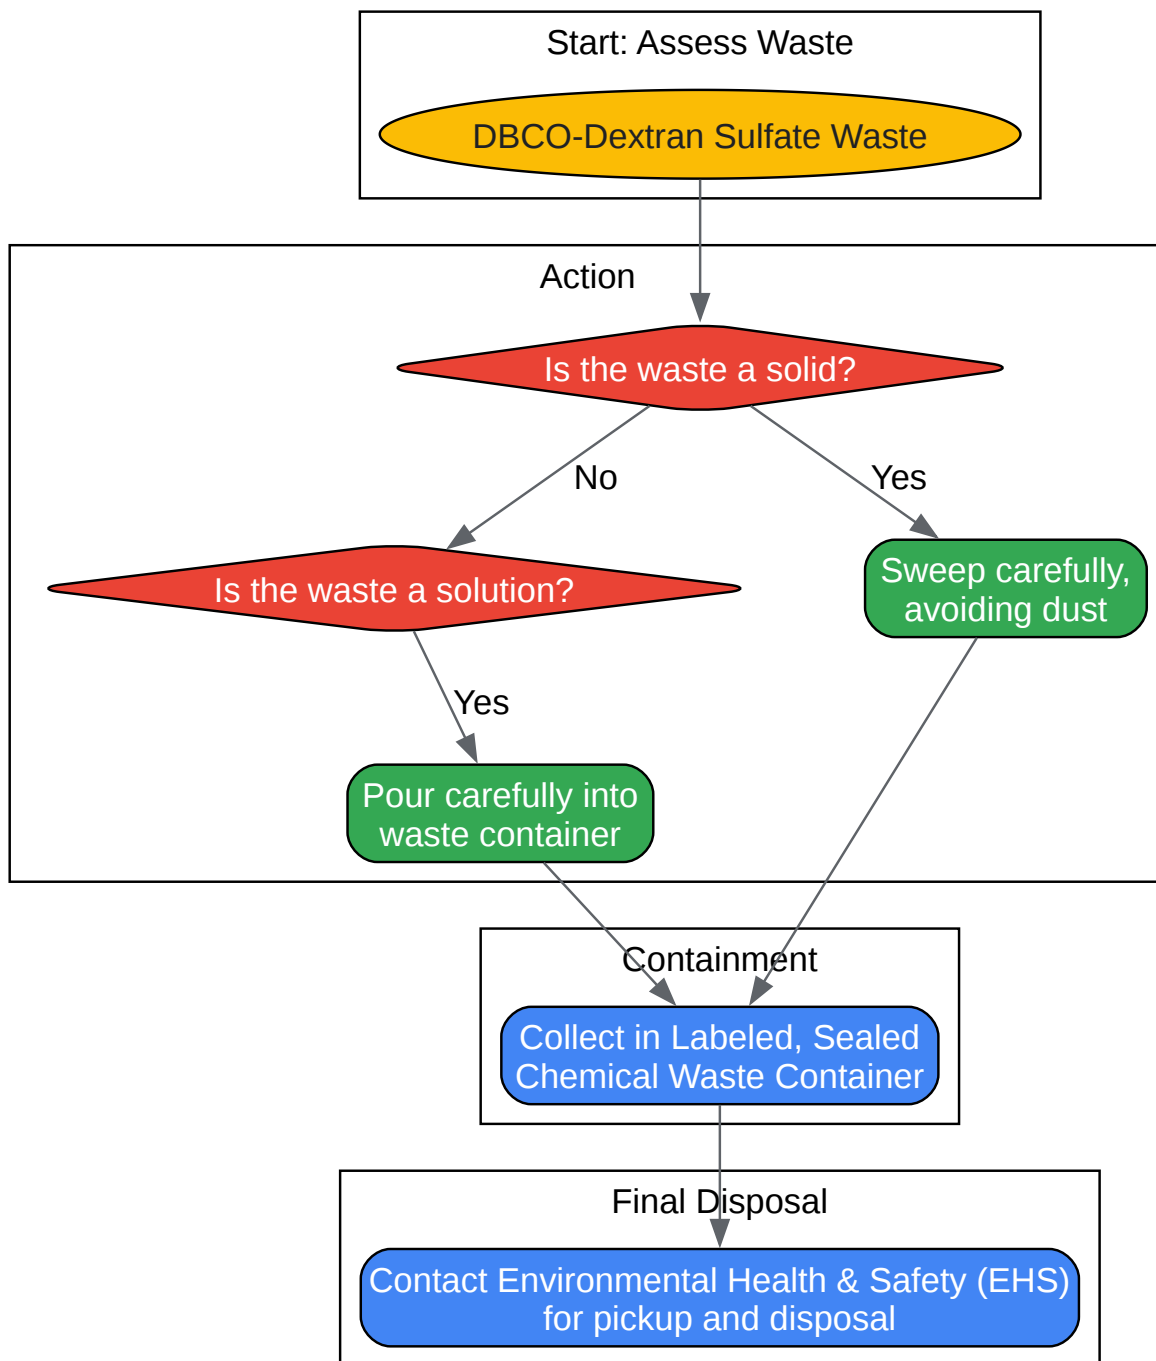 Start: Assess Waste
DBCO-Dextran Sulfate Waste
Action
Is the waste a solid?
No
Yes
Is the waste a solution?
Sweep carefully,
avoiding dust
Yes
Pour carefully into
waste container
Containment
Collect in Labeled, Sealed
Chemical Waste Container
Final Disposal
Contact Environmental Health & Safety (EHS)
for pickup and disposal